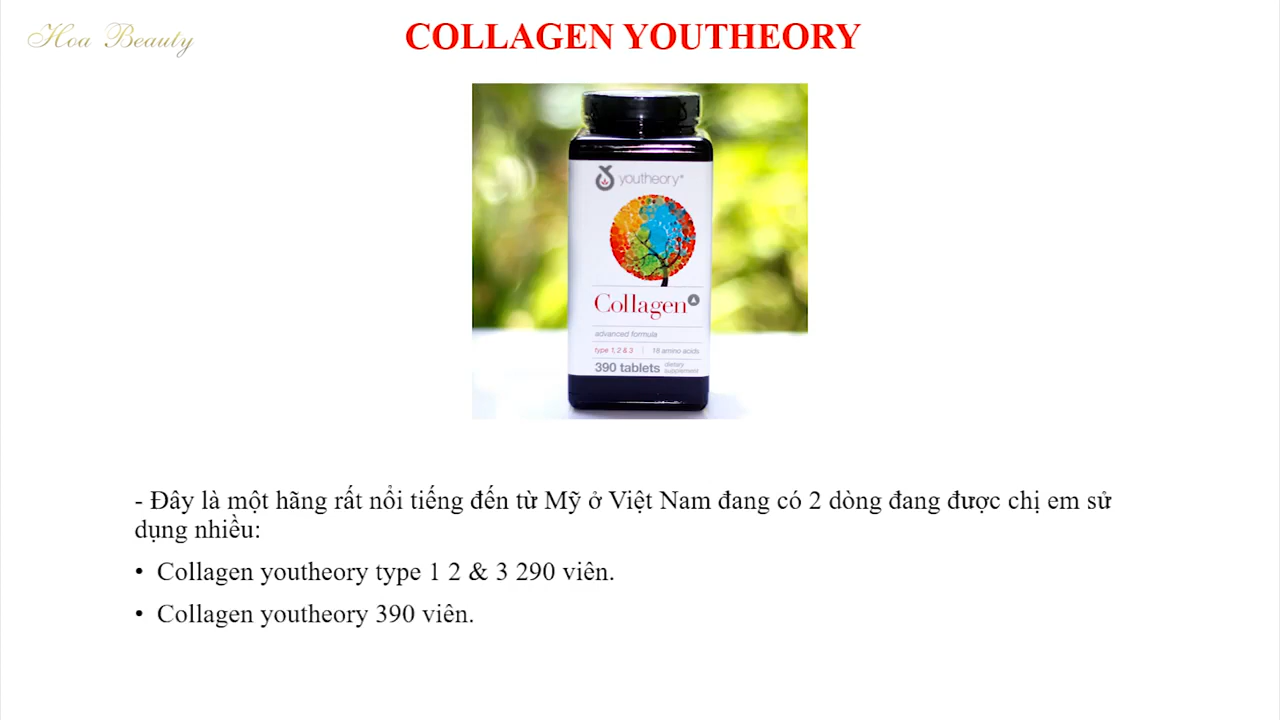 Hoa Beauty
COLLAGEN YOUTHEORY
youtheory®
Collagen
advanced formula
type 1, 2 & 3 | 18 amino acids
390 tablets dietary
supplement
- Đây là một hãng rất nổi tiếng đến từ Mỹ ở Việt Nam đang có 2 dòng đang được chị em sử
dụng nhiều:
• Collagen youtheory type 1 2 & 3 290 viên.
• Collagen youtheory 390 viên.